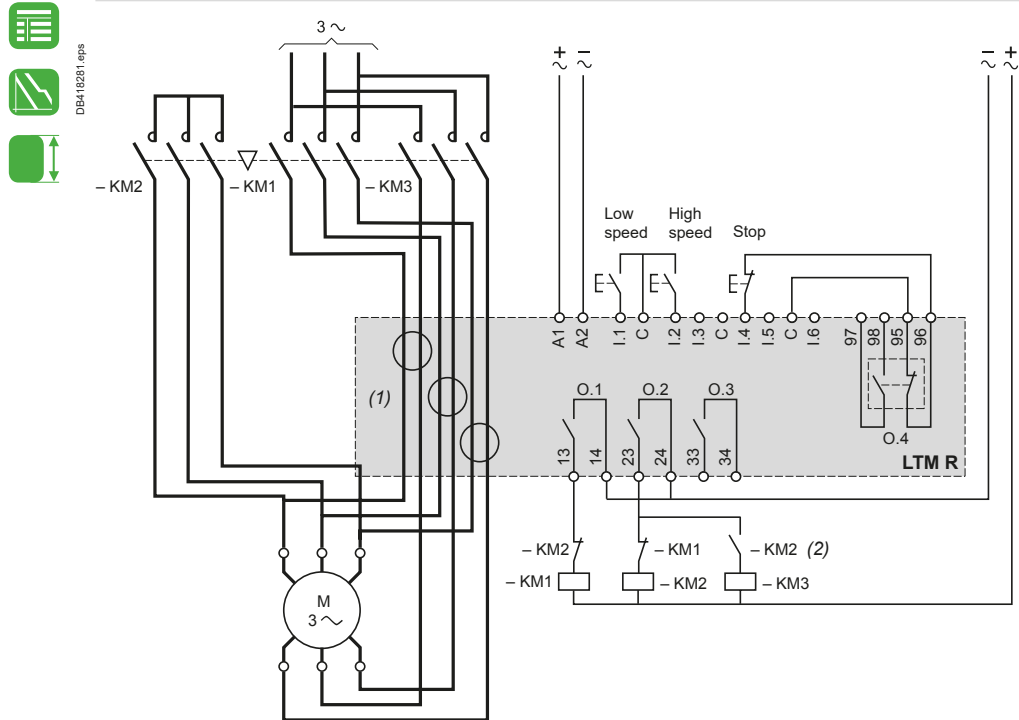 DB418281.eps
3 ∼
– KM2
– KM1
– KM3
+
∼
–
∼
–
∼
+
∼
Low speed
High speed
Stop
A1
A2
I.1
C
I.2
I.3
C
I.4
I.5
C
I.6
97
98
95
96
(1)
O.1
O.2
O.3
O.4
13
14
23
24
33
34
LTM R
– KM2
– KM1
– KM2 (2)
– KM1
– KM2
– KM3
M
3 ∼